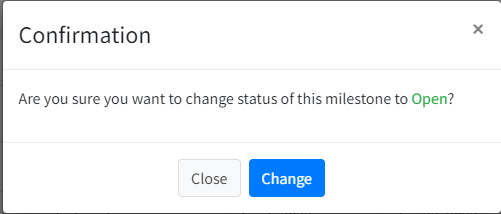 Confirmation
×
Are you sure you want to change status of this milestone to Open?
Close
Change